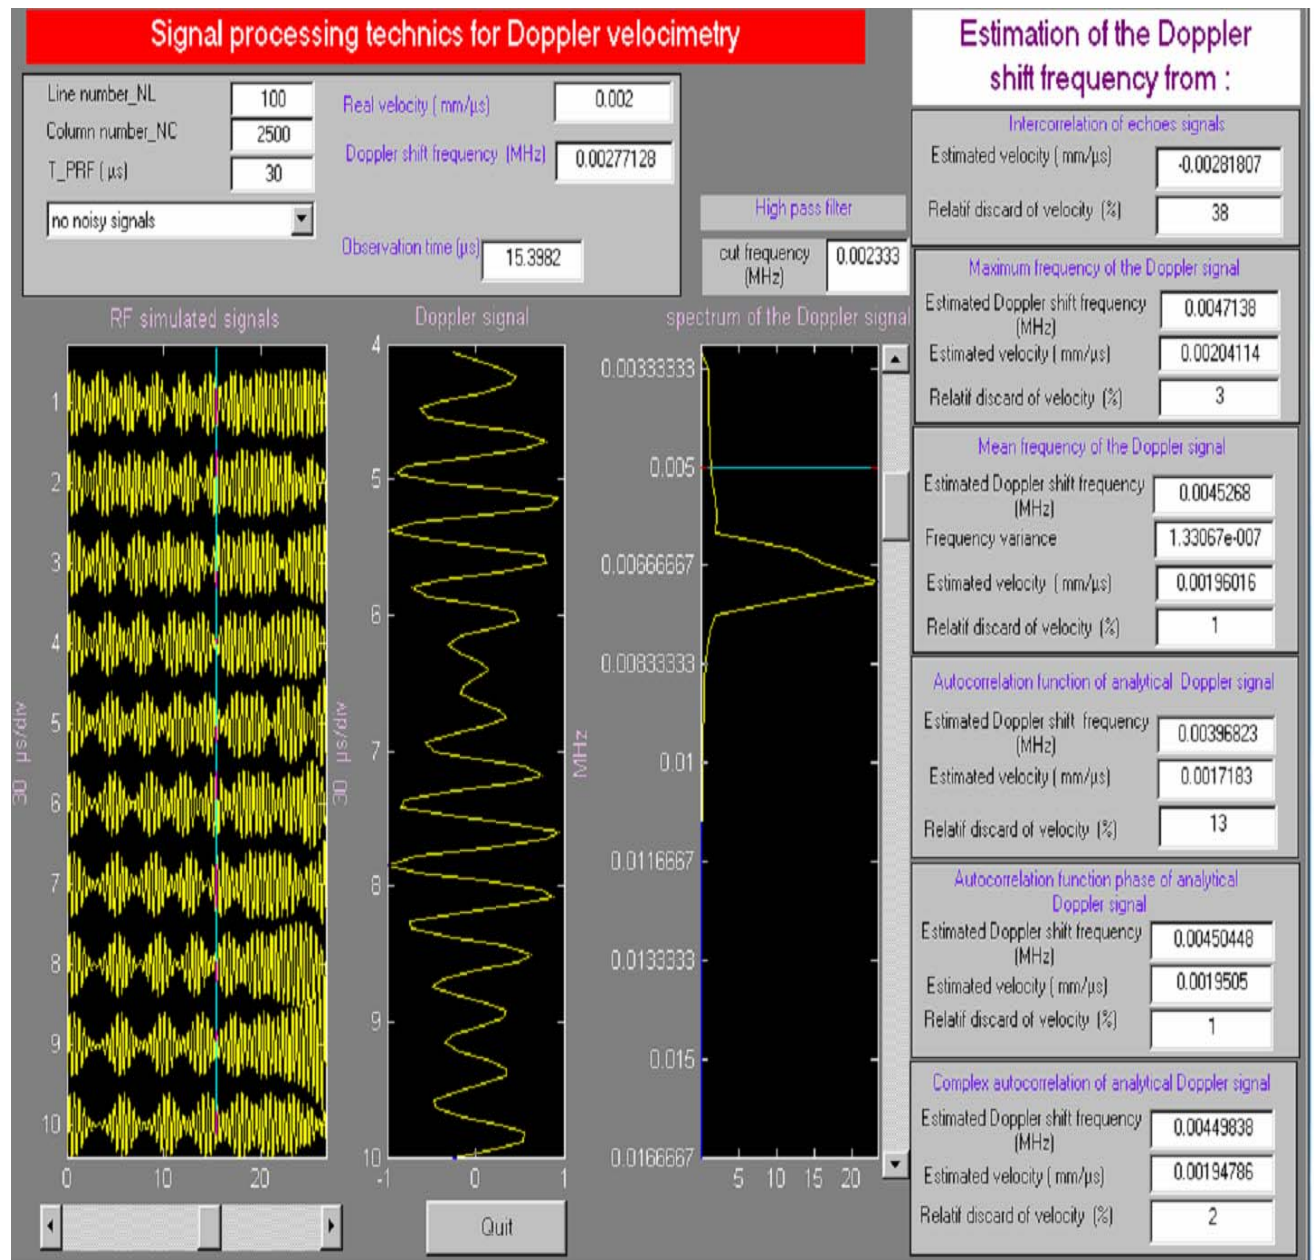 Signal processing technics for Doppler velocimetry
Line number_NL 100
Column number_NC 2500
T_PRF ( µs) 30
no noisy signals
Real velocity ( mm/µs) 0.002
Doppler shift frequency (MHz) 0.00277128
Observation time (µs) 15.3982
High pass filter
cut frequency
(MHz)
0.002333
RF simulated signals
30 µs/div
1
2
3
4
5
6
7
8
9
10
0 10 20
Doppler signal
30 µs/div
4
5
6
7
8
9
10
-1 0 1
spectrum of the Doppler signal
MHz
0.00333333
0.005
0.00666667
0.00833333
0.01
0.0116667
0.0133333
0.015
0.0166667
5 10 15 20
Quit
Estimation of the Doppler
shift frequency from :
Intercorrelation of echoes signals
Estimated velocity ( mm/µs) -0.00281807
Relatif discard of velocity (%) 38
Maximum frequency of the Doppler signal
Estimated Doppler shift frequency
(MHz)
0.0047138
Estimated velocity ( mm/µs) 0.00204114
Relatif discard of velocity (%) 3
Mean frequency of the Doppler signal
Estimated Doppler shift frequency
(MHz)
0.0045268
Frequency variance 1.33067e-007
Estimated velocity ( mm/µs) 0.00196016
Relatif discard of velocity (%) 1
Autocorrelation function of analytical Doppler signal
Estimated Doppler shift frequency
(MHz)
0.00396823
Estimated velocity ( mm/µs) 0.0017183
Relatif discard of velocity (%) 13
Autocorrelation function phase of analytical
Doppler signal
Estimated Doppler shift frequency
(MHz)
0.00450448
Estimated velocity ( mm/µs) 0.0019505
Relatif discard of velocity (%) 1
Complex autocorrelation of analytical Doppler signal
Estimated Doppler shift frequency
(MHz)
0.00449838
Estimated velocity ( mm/µs) 0.00194786
Relatif discard of velocity (%) 2